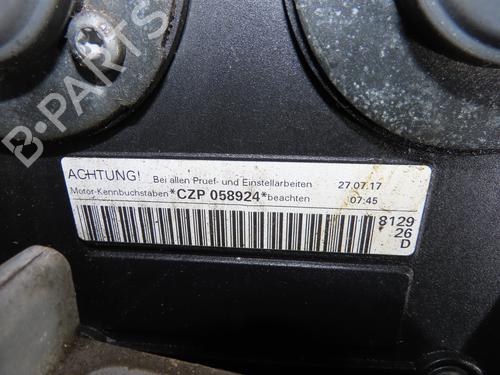 B-PARTS
ACHTUNG! Bei allen Pruef- und Einstellarbeiten 27.07.17
Motor-Kennbuchstaben *CZP 058924* beachten 07:45
8129
26
D